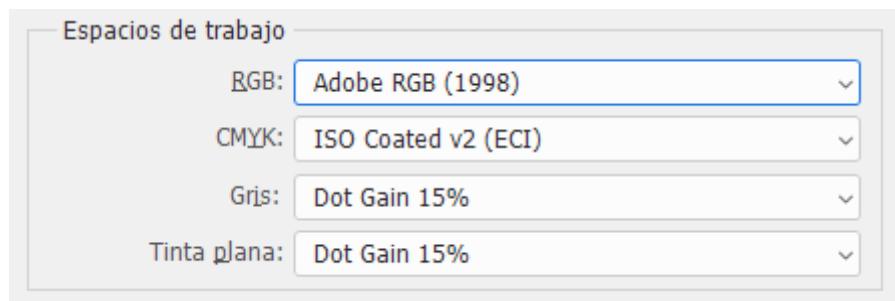 Espacios de trabajo
RGB: Adobe RGB (1998)
CMYK: ISO Coated v2 (ECI)
Gris: Dot Gain 15%
Tinta plana: Dot Gain 15%